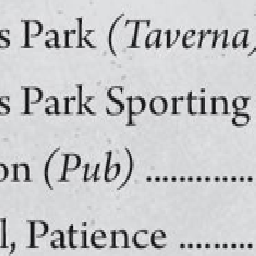 s Park (Taverna)
s Park Sporting
on (Pub) ..............
l, Patience .........